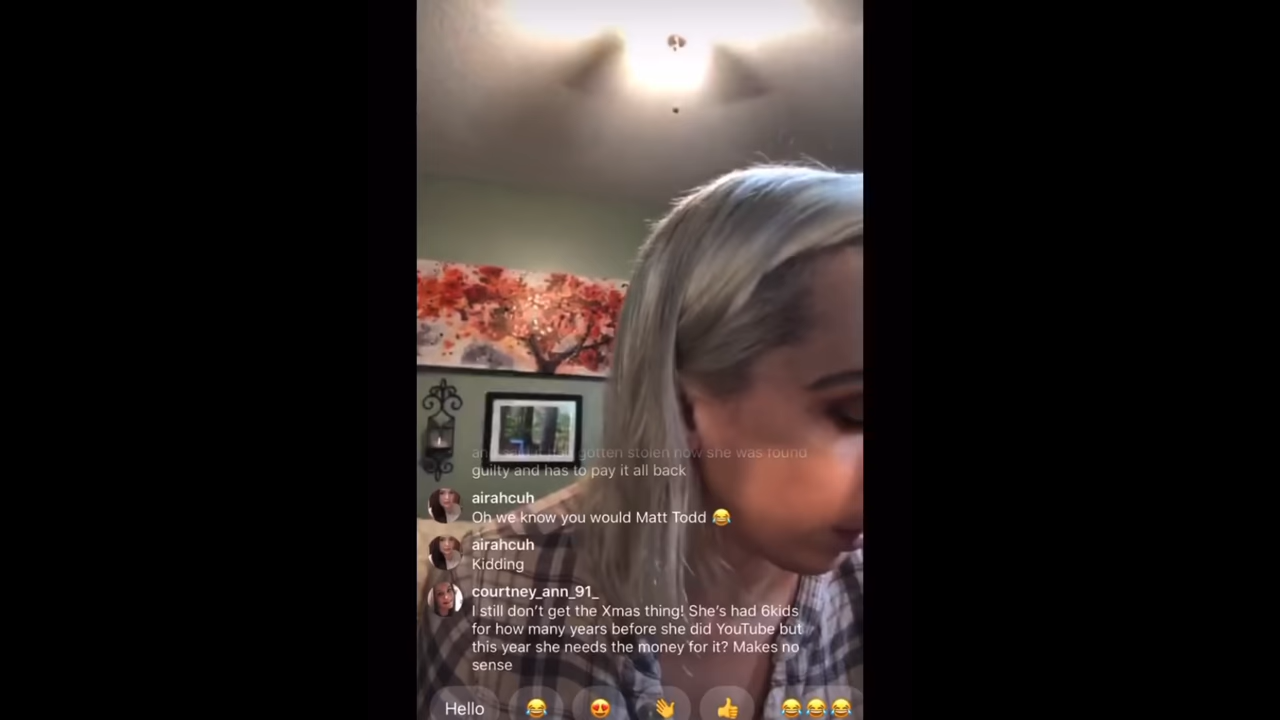 gotten stolen now she was found
guilty and has to pay it all back
airahcuh
Oh we know you would Matt Todd 😂
airahcuh
Kidding
courtney_ann_91_
I still don’t get the Xmas thing! She’s had 6kids
for how many years before she did YouTube but
this year she needs the money for it? Makes no
sense
Hello 😂 😍 👋 👍 😂😂😂